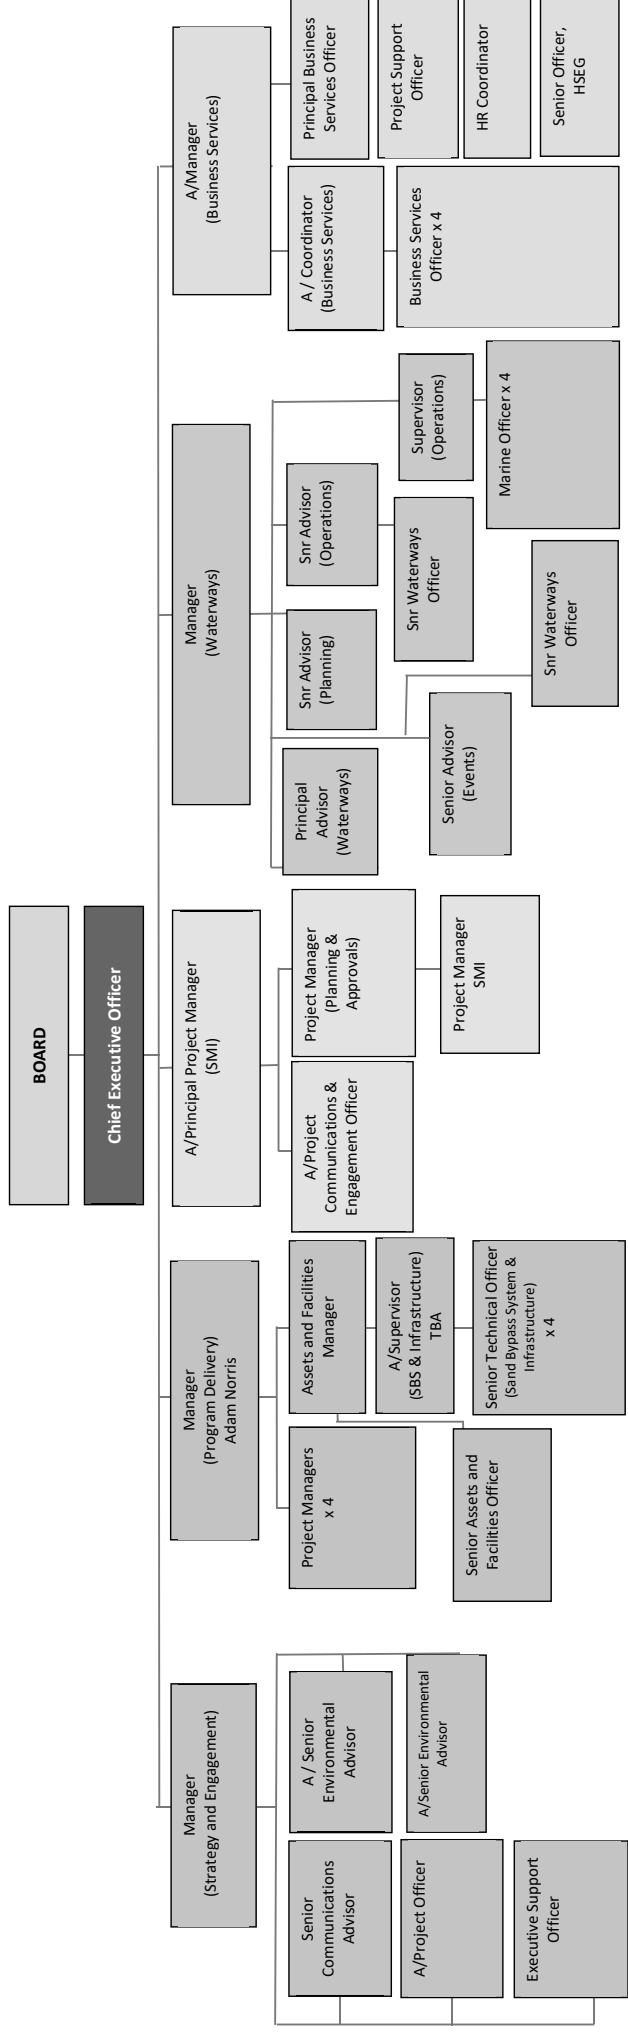 BOARD
Chief Executive Officer
Manager
(Strategy and Engagement)
Senior
Communications
Advisor
A/Project Officer
Executive Support
Officer
A / Senior
Environmental
Advisor
A/Senior Environmental
Advisor
Manager
(Program Delivery)
Adam Norris
Project Managers
x 4
Assets and Facilities
Manager
A/Supervisor
(SBS & Infrastructure)
TBA
Senior Technical Officer
(Sand Bypass System &
Infrastructure)
x 4
Senior Assets and
Facilities Officer
A/Principal Project Manager
(SMI)
A/Project
Communications &
Engagement Officer
Project Manager
(Planning &
Approvals)
Project Manager
SMI
Manager
(Waterways)
Principal
Advisor
(Waterways)
Snr Advisor
(Planning)
Snr Advisor
(Operations)
Supervisor
(Operations)
Snr Waterways
Officer
Marine Officer x 4
Senior Advisor
(Events)
Snr Waterways
Officer
A/Manager
(Business Services)
A / Coordinator
(Business Services)
Business Services
Officer x 4
Principal Business
Services Officer
Project Support
Officer
HR Coordinator
Senior Officer,
HSEG